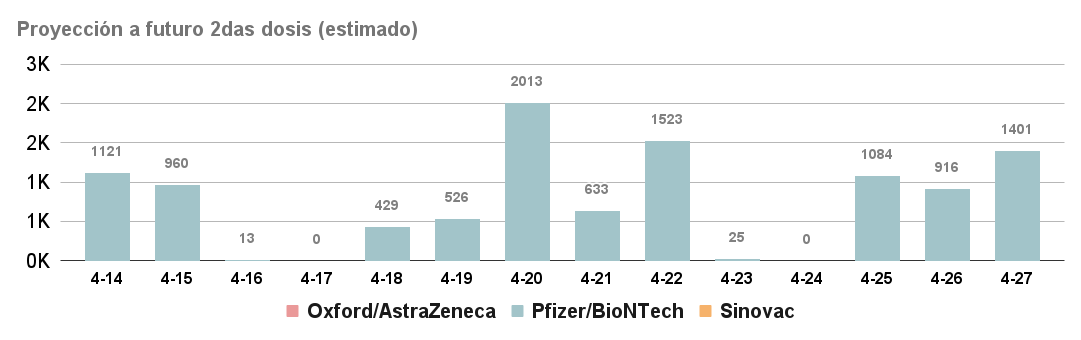 Proyección a futuro 2das dosis (estimado)
3K
2K
2K
1K
1K
0K
1121
960
13
0
429
526
2013
633
1523
25
0
1084
916
1401
4-14 4-15 4-16 4-17 4-18 4-19 4-20 4-21 4-22 4-23 4-24 4-25 4-26 4-27
Oxford/AstraZeneca Pfizer/BioNTech Sinovac